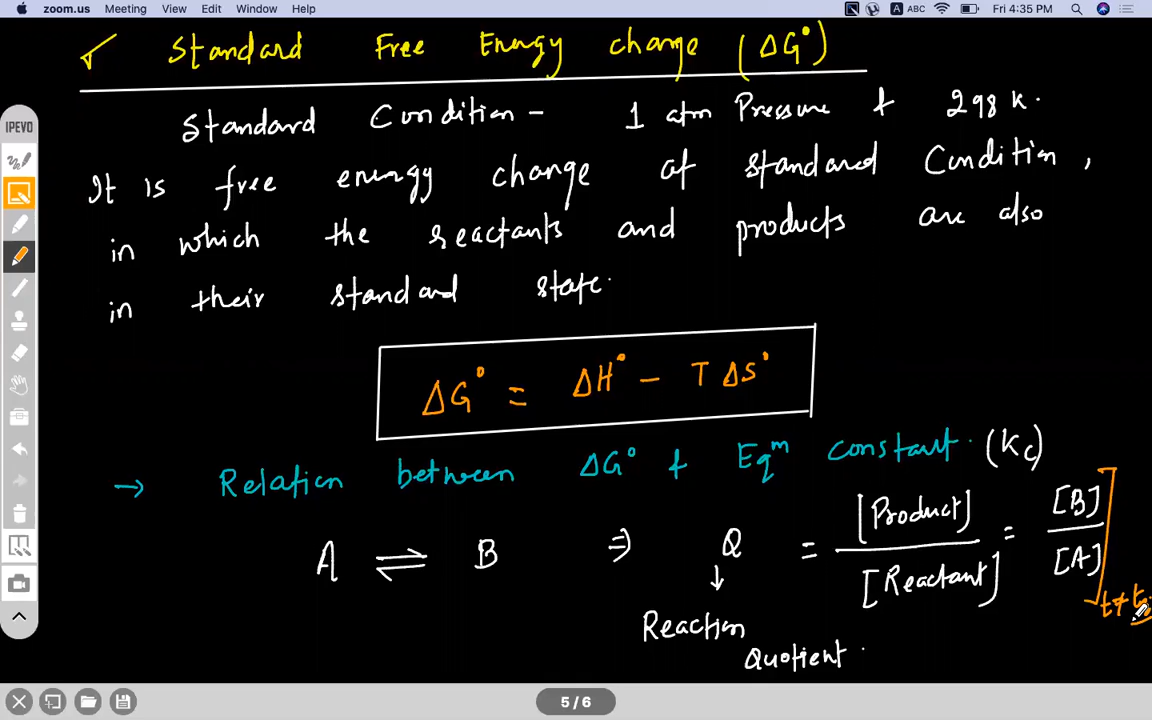 zoom.us Meeting View Edit Window Help ABC Fri 4:35 PM
✓ Standard Free Energy change (ΔG°)
Standard Condition - 1 atm Pressure & 298 K.
It is free energy change at standard Condition,
in which the reactants and products are also
in their standard state.
ΔG° = ΔH° - TΔS°
→ Relation between ΔG° & Eqᵐ constant. (Kc)
A ⇌ B ⇒ Q = [Product] / [Reactant] = [B] / [A]
t ≠
↓
Reaction
Quotient.
IPEVO
5 / 6